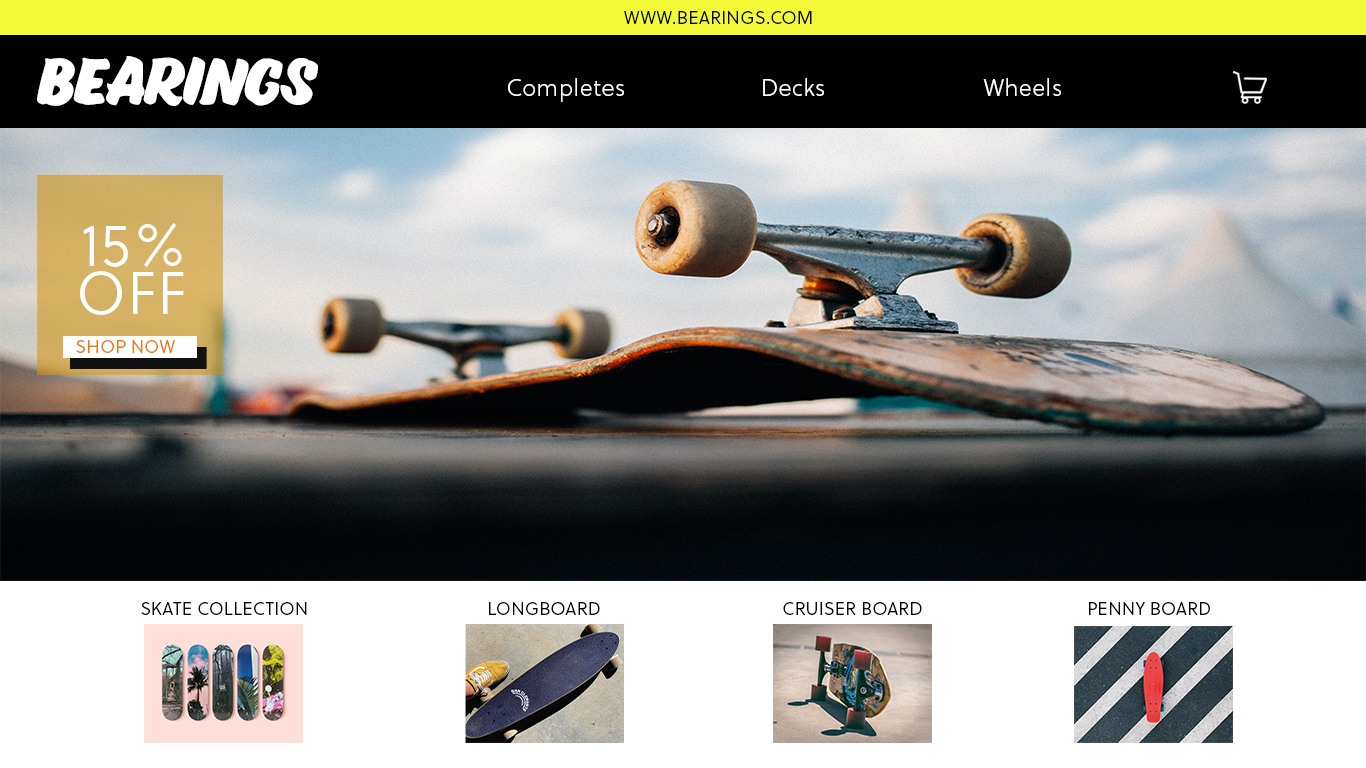 WWW.BEARINGS.COM
BEARINGS
Completes
Decks
Wheels
15%
OFF
SHOP NOW
SKATE COLLECTION
LONGBOARD
CRUISER BOARD
PENNY BOARD